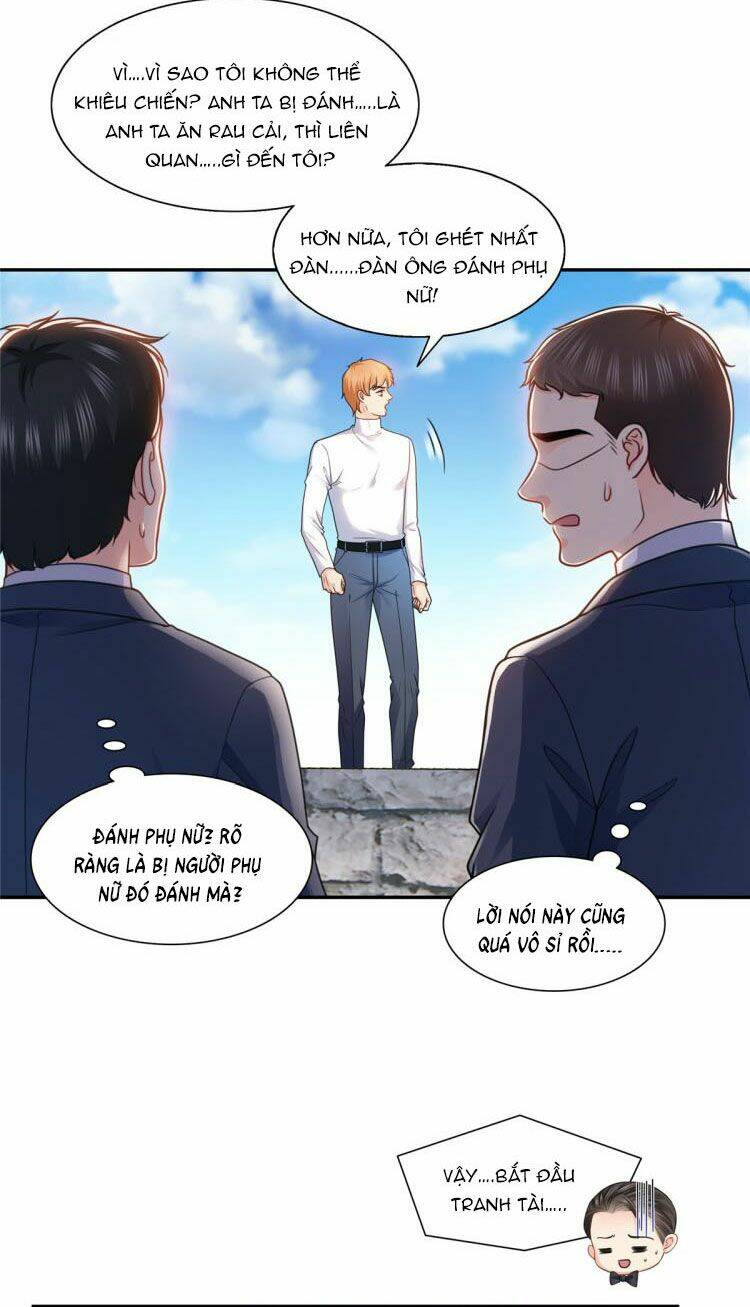 VÌ....VÌ SAO TÔI KHÔNG THỂ
KHIÊU CHIẾN? ANH TA BỊ ĐÁNH.....LÀ
ANH TA ĂN RAU CẢI, THÌ LIÊN
QUAN.....GÌ ĐẾN TÔI?
HƠN NỮA, TÔI GHÉT NHẤT
ĐÀN......ĐÀN ÔNG ĐÁNH PHỤ
NỮ!
ĐÁNH PHỤ NỮ? RÕ
RÀNG LÀ BỊ NGƯỜI PHỤ
NỮ ĐÓ ĐÁNH MÀ?
LỜI NÓI NÀY CŨNG
QUÁ VÔ SỈ RỒI.....
VẬY....BẮT ĐẦU
TRANH TÀI.....